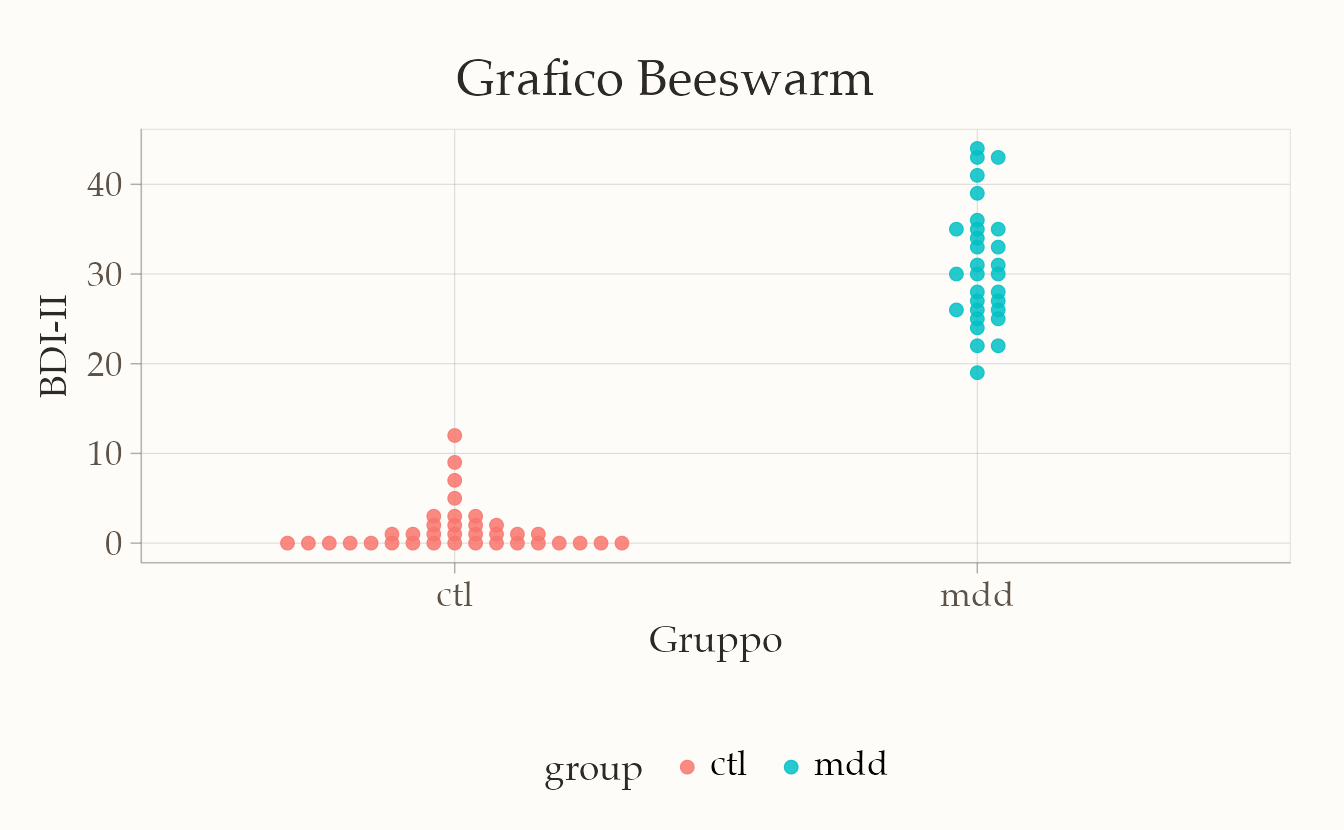 Grafico Beeswarm
BDI-II
40
30
20
10
0
ctl mdd
Gruppo
group ctl mdd